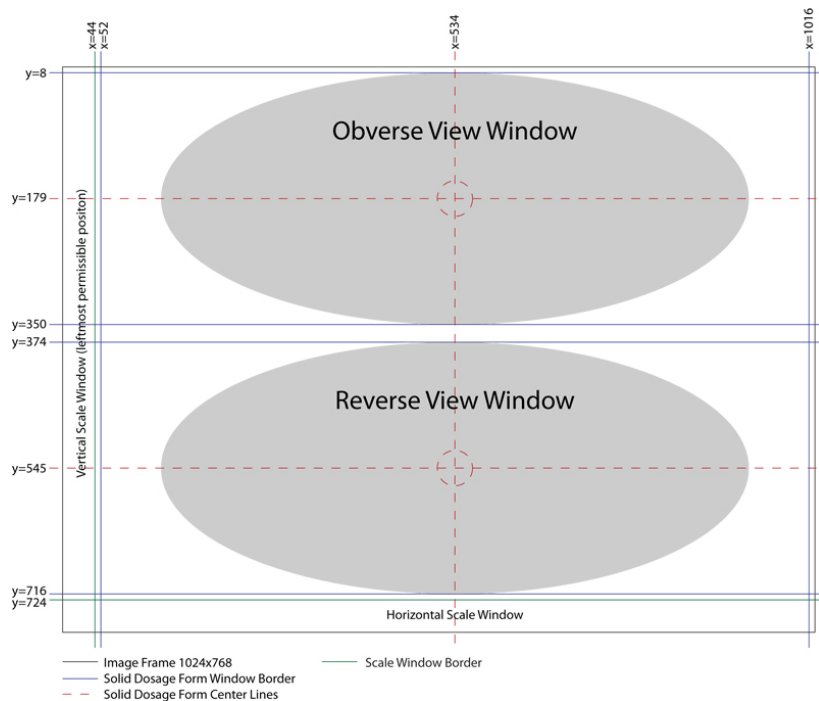 x=44
x=52
x=534
x=1016
y=8
Obverse View Window
y=179
Vertical Scale Window (leftmost permissible positon)
y=350
y=374
Reverse View Window
y=545
y=716
y=724
Horizontal Scale Window
Image Frame 1024x768
Scale Window Border
Solid Dosage Form Window Border
Solid Dosage Form Center Lines